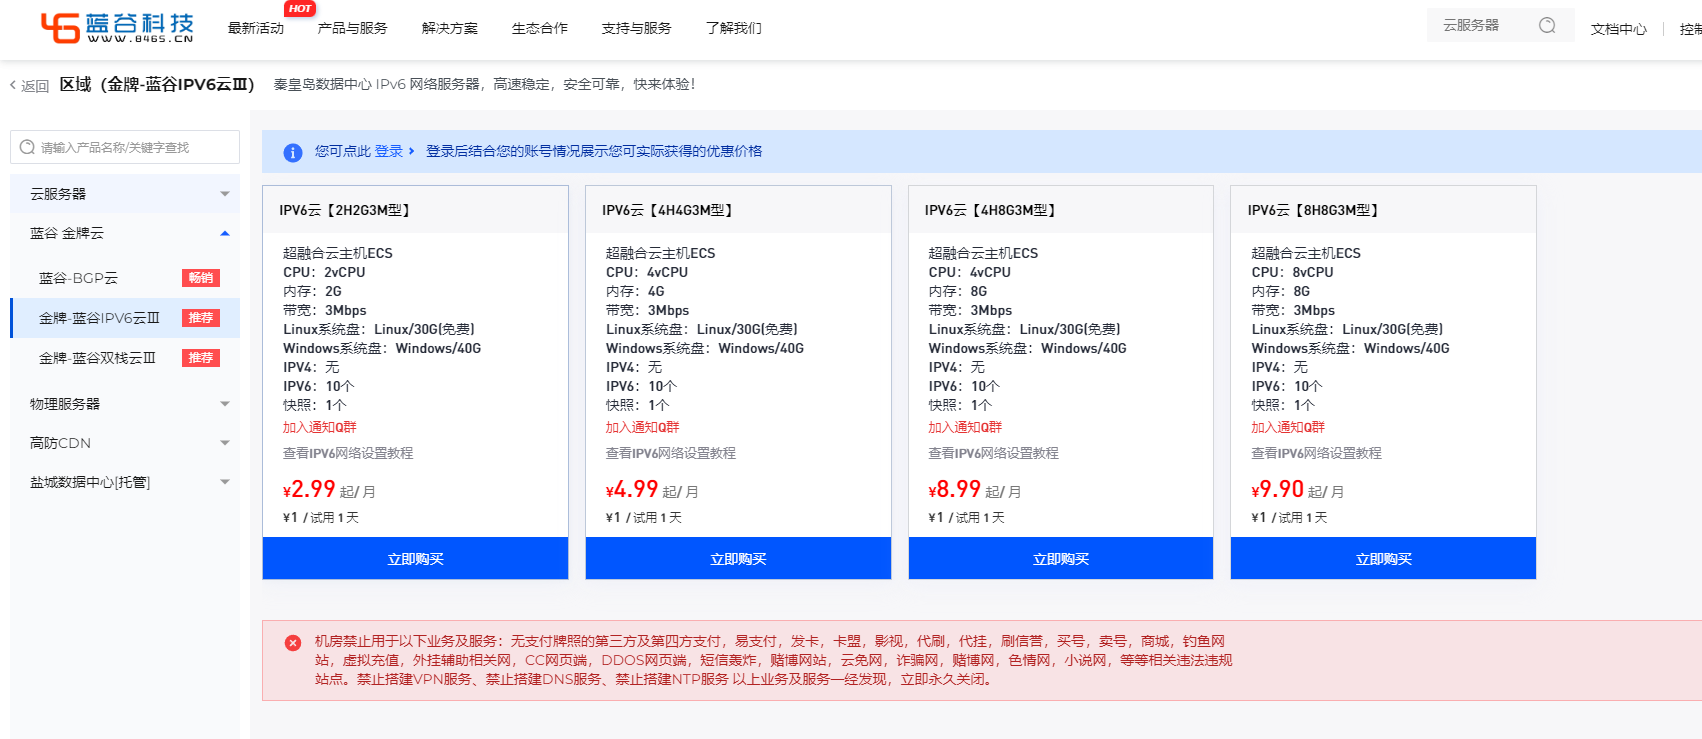 蓝谷科技
WWW.8465.CN
最新活动
HOT
产品与服务
解决方案
生态合作
支持与服务
了解我们
云服务器
文档中心
控制
返回
区域（金牌-蓝谷IPV6云Ⅲ）
秦皇岛数据中心 IPv6 网络服务器，高速稳定，安全可靠，快来体验！
请输入产品名称/关键字查找
云服务器
蓝谷 金牌云
蓝谷-BGP云
畅销
金牌-蓝谷IPV6云Ⅲ
推荐
金牌-蓝谷双栈云Ⅲ
推荐
物理服务器
高防CDN
盐城数据中心[托管]
您可点此 登录 › 登录后结合您的账号情况展示您可实际获得的优惠价格
IPV6云【2H2G3M型】
超融合云主机ECS
CPU：2vCPU
内存：2G
带宽：3Mbps
Linux系统盘：Linux/30G(免费)
Windows系统盘：Windows/40G
IPV4：无
IPV6：10个
快照：1个
加入通知Q群
查看IPV6网络设置教程
¥2.99 起/ 月
¥1 / 试用 1 天
立即购买
IPV6云【4H4G3M型】
超融合云主机ECS
CPU：4vCPU
内存：4G
带宽：3Mbps
Linux系统盘：Linux/30G(免费)
Windows系统盘：Windows/40G
IPV4：无
IPV6：10个
快照：1个
加入通知Q群
查看IPV6网络设置教程
¥4.99 起/ 月
¥1 / 试用 1 天
立即购买
IPV6云【4H8G3M型】
超融合云主机ECS
CPU：4vCPU
内存：8G
带宽：3Mbps
Linux系统盘：Linux/30G(免费)
Windows系统盘：Windows/40G
IPV4：无
IPV6：10个
快照：1个
加入通知Q群
查看IPV6网络设置教程
¥8.99 起/ 月
¥1 / 试用 1 天
立即购买
IPV6云【8H8G3M型】
超融合云主机ECS
CPU：8vCPU
内存：8G
带宽：3Mbps
Linux系统盘：Linux/30G(免费)
Windows系统盘：Windows/40G
IPV4：无
IPV6：10个
快照：1个
加入通知Q群
查看IPV6网络设置教程
¥9.90 起/ 月
¥1 / 试用 1 天
立即购买
机房禁止用于以下业务及服务：无支付牌照的第三方及第四方支付，易支付，发卡，卡盟，影视，代刷，代挂，刷信誉，买号，卖号，商城，钓鱼网
站，虚拟充值，外挂辅助相关网，CC网页端，DDOS网页端，短信轰炸，赌博网站，云免网，诈骗网，赌博网，色情网，小说网，等等相关违法违规
站点。禁止搭建VPN服务、禁止搭建DNS服务、禁止搭建NTP服务 以上业务及服务一经发现，立即永久关闭。